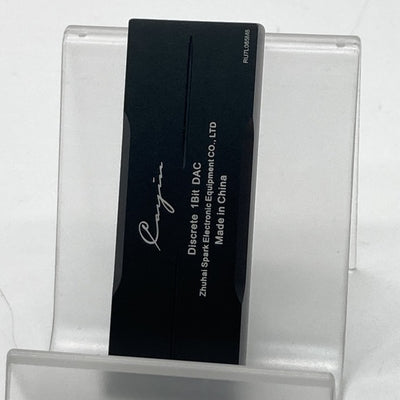 Cayin
Discrete 1Bit DAC
Zhuhai Spark Electronic Equipment CO., LTD
Made in China